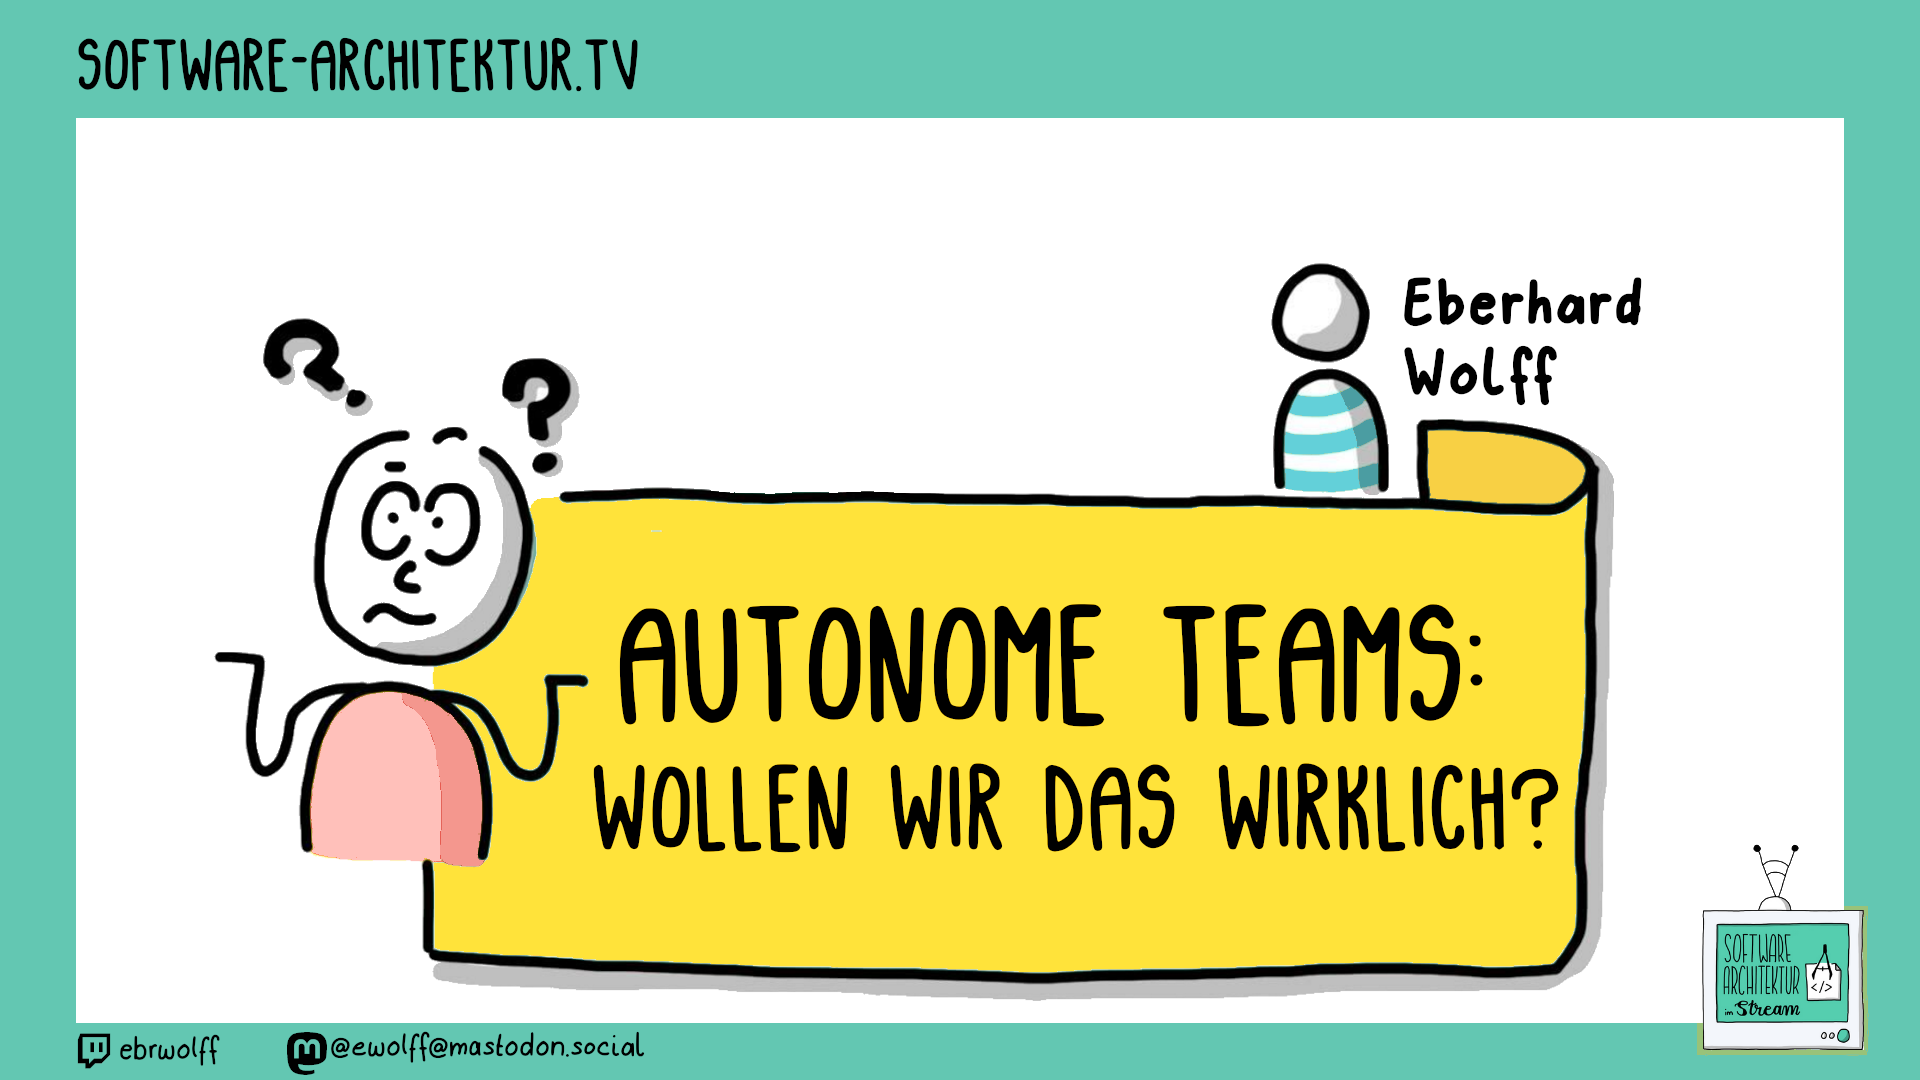 SOFTWARE-ARCHITEKTUR.TV
? ?
Eberhard
Wolff
AUTONOME TEAMS:
WOLLEN WIR DAS WIRKLICH?
SOFTWARE
ARCHITEKTUR
</>
im Stream
ebrwolff
@ewolff@mastodon.social